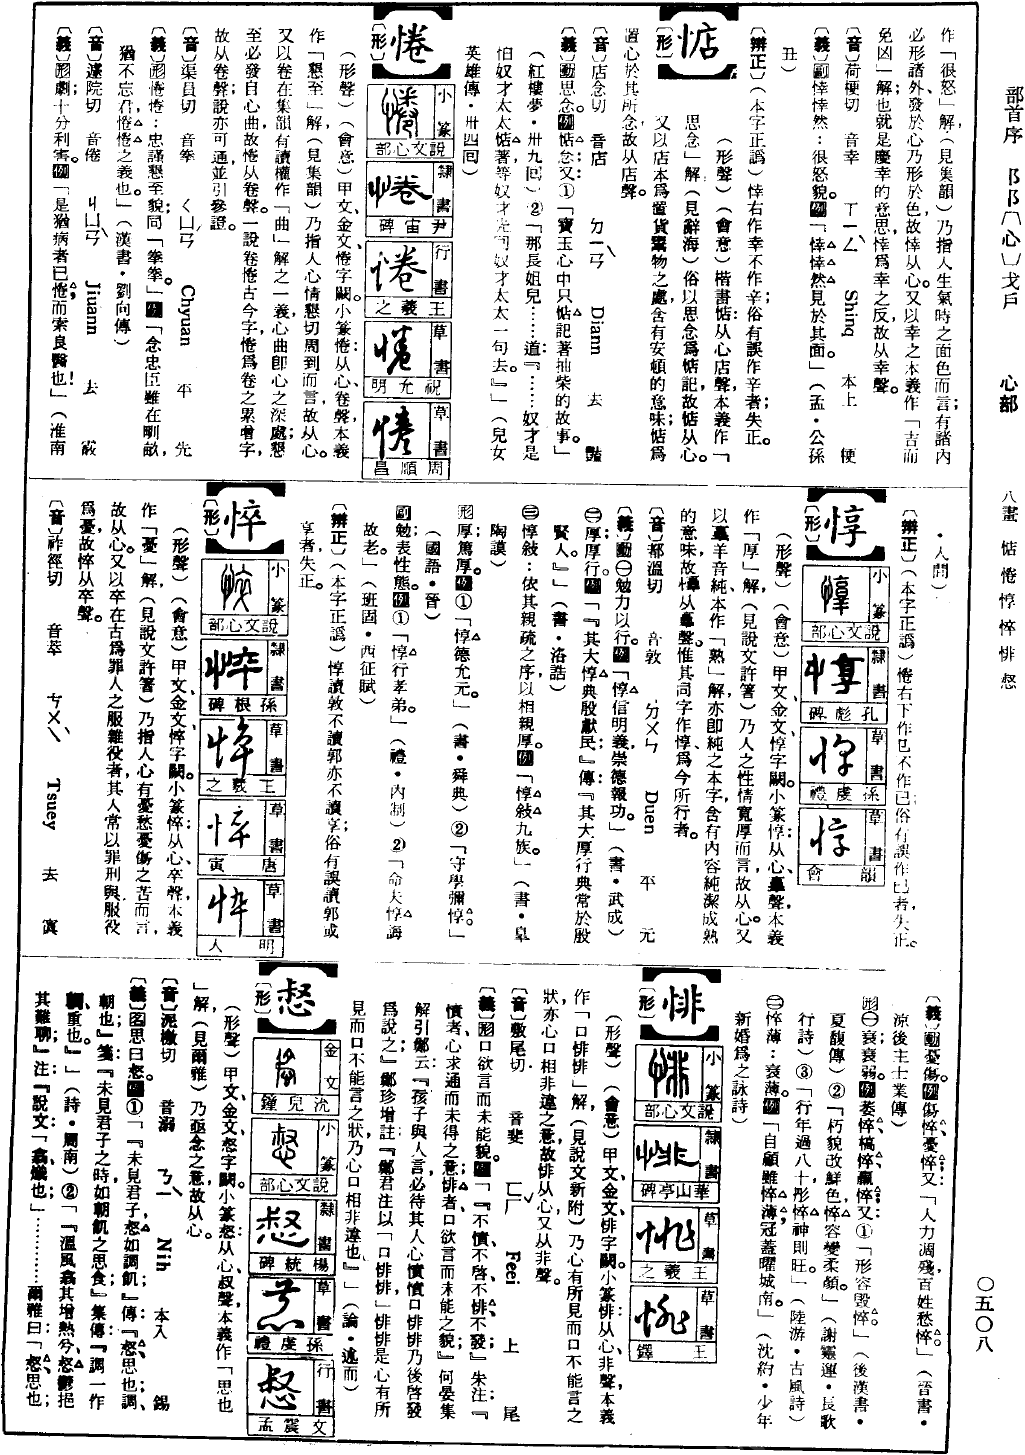 部首序 心部 八畫 惦惓惇悴悱惄
〇五〇八
作「很怒」解(見集韻)乃指人生氣時之面色而言;有諸內
必形諸外,發於心乃形於色,故悻从心。又以幸之本義作「吉而
免凶」解,也就是慶幸的意思,悻爲幸之反,故从幸聲。
〔音〕荷梗切 音幸 ㄒㄧㄥˋ Shinq 本上 梗
〔義〕副悻悻然:很怒貌。例「悻悻然見於其面。」(孟・公孫
丑)
〔辨正〕(本字正譌)悻右作幸不作辛;俗有誤作辛者,失正。
惦
〔形〕
(形聲)(會意)楷書惦:从心,店聲,本義作「
思念」解(見辭海)俗以思念爲惦記,故惦从心。
又以店本爲置貨鬻物之處,含有安頓的意味,惦爲
置心於其所念,故从店聲。
〔音〕店念切 音店 ㄉㄧㄢˋ Diann 去 豔
〔義〕動思念。例惦念又①「寶玉心中只惦記著抽柴的故事。」
(紅樓夢・卅九回)②「那長姐兒……道:『……奴才是
怕奴才太太惦著等奴才先回奴才太太一句去。』」(兒女
英雄傳・卅四回)
惓
〔形〕
小篆 說文心部
隸書 尹宙碑
行書 王羲之
草書 祝允明
草書 周順昌
(形聲)(會意)甲文、金文惓字闕。小篆惓:从心,卷聲,本義
作「懇至」解(見集韻)乃指人心情懇切周到而言,故从心。
又以卷在集韻有讀權作「曲」解之一義,心曲卽心之深處;懇
至必發自心曲,故惓从卷聲。一說卷惓古今字,惓爲卷之累增字,
故从卷聲,說亦可通,並引參證。
〔音〕渠員切 音拳 ㄑㄩㄢˊ Chyuan 平 先
〔義〕形惓惓:忠謹懇至貌;同「拳拳」。例「念忠臣雖在甽畝,
猶不忘君,惓惓之義也。」(漢書・劉向傳)
〔音〕逵院切 音倦 ㄐㄩㄢˋ Jiuann 去 霰
〔義〕形劇;十分利害。例「是猶病者已惓而索良醫也!」(淮南
・人間)
〔辨正〕(本字正譌)惓右下作㔾不作已,俗有誤作已者,失正。
惇
〔形〕
小篆 說文心部
隸書 孔彪碑
草書 孫虔禮
草書 韻會
(形聲)(會意)甲文、金文惇字闕。小篆惇:从心,𦎫聲,本義
作「厚」解(見說文許箸)乃人之性情寬厚而言,故从心。又
以𦎫羊音純,本作「熟」解,亦卽純之本字,含有內容純潔成熟
的意味,故惇从𦎫聲。惟其詞字作惇,爲今所行者。
〔音〕都溫切 音敦 ㄉㄨㄣ Duen 平 元
〔義〕動㊀勉力以行。例「惇信明義,崇德報功。」(書・武成)
㊁厚;厚行。例「『其大惇典殷獻民』傳『其大厚行典常於殷
賢人。』」(書・洛誥)
㊂惇敍:依其親疏之序,以相親厚。例「惇敍九族。」(書・皋
陶謨)
形厚;篤厚。例①「惇德允元。」(書・舜典)②「守學彌惇。」
(國語・晉)
副勉;表性態。例①「惇行孝弟。」(禮・內制)②「命夫惇誨
故老。」(班固・西征賦)
〔辨正〕(本字正譌)惇讀敦不讀郭亦不讀享;俗有誤讀郭或
享者,失正。
悴
〔形〕
小篆 說文心部
隸書 孫根碑
草書 王羲之
草書 唐寅
草書 明人
(形聲)(會意)甲文、金文悴字闕。小篆悴:从心,卒聲,本義
作「憂」解(見說文許箸)乃指人心有憂愁憂傷之苦而言,
故从心。又以卒在古爲罪人之服雜役者,其人常以罪刑與服役
爲憂,故悴从卒聲。
〔音〕祚徑切 音萃 ㄘㄨㄟˋ Tsuey 去 寘
〔義〕動憂傷。例傷悴、憂悴又「人力凋殘,百姓愁悴。」(晉書・
涼後主士業傳)
形㊀衰;衰弱。例萎悴、槁悴、羸悴;又①「形容毀悴。」(後漢書・
夏馥傳)②「朽貌改鮮色,悴容變柔顏。」(謝靈運・長歌
行詩)③「行年過八十,形悴神則旺。」(陸游・古風詩)
㊁悴薄:衰薄。例「自顧雖悴薄,冠蓋曜城南。」(沈約・少年
新婚爲之詠詩)
悱
〔形〕
小篆 說文心部
隸書 華山亭碑
草書 王羲之
草書 王鐸
(形聲)(會意)甲文、金文悱字闕。小篆悱:从心,非聲,本義
作「口悱悱」解(見說文新附)乃心有所見而口不能言之
狀,亦心口相非違之意,故悱从心,又从非聲。
〔音〕敷尾切 音斐 ㄈㄟˇ Feei 上 尾
〔義〕形口欲言而未能貌。例「『不憤不啓,不悱不發』朱注:『
憤者,心求通而未得之意;悱者,口欲言而未能之貌;』何晏集
解引鄭云:『孩子與人言,必待其人心憤憤,口悱悱,乃後啓發
爲說之』鄭珍增註『鄭君注以「口悱悱」悱悱是心有所
見而口不能言之狀,乃心口相非違也。』」(論・述而)
惄
〔形〕
金文 沇兒鐘
小篆 說文心部
隸書 楊統碑
草書 孫虔禮
行書 文震孟
(形聲)甲文、金文惄字闕。小篆惄:从心,叔聲,本義作「思也
」解(見爾雅)乃亟念之意,故从心。
〔音〕泥檄切 音溺 ㄋㄧˋ Nih 本入 錫
〔義〕名思曰惄。例①「『未見君子,惄如調飢』傳『惄,思也;調,
朝也』箋:『未見君子之時,如朝飢之思食』集傳『調一作
輖,重也。』」(詩・周南)②「『溫風翕其增熱兮,惄鬱挹
其難聊』注『說文「翕,熾也」…………爾雅曰「惄,思也;